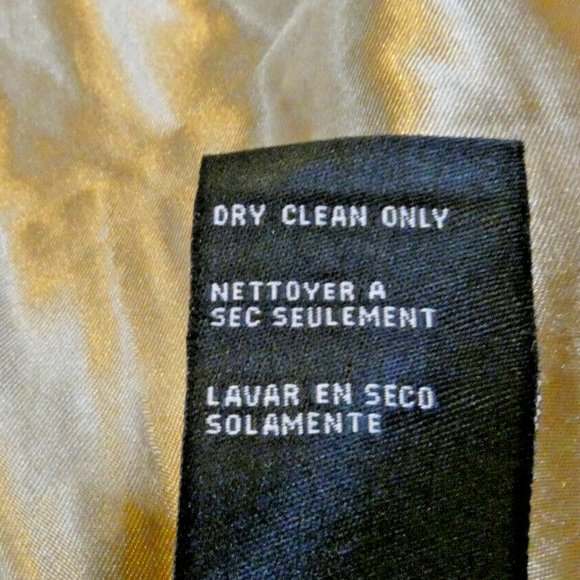 DRY CLEAN ONLY
NETTOYER A
SEC SEULEMENT
LAVAR EN SECO
SOLAMENTE